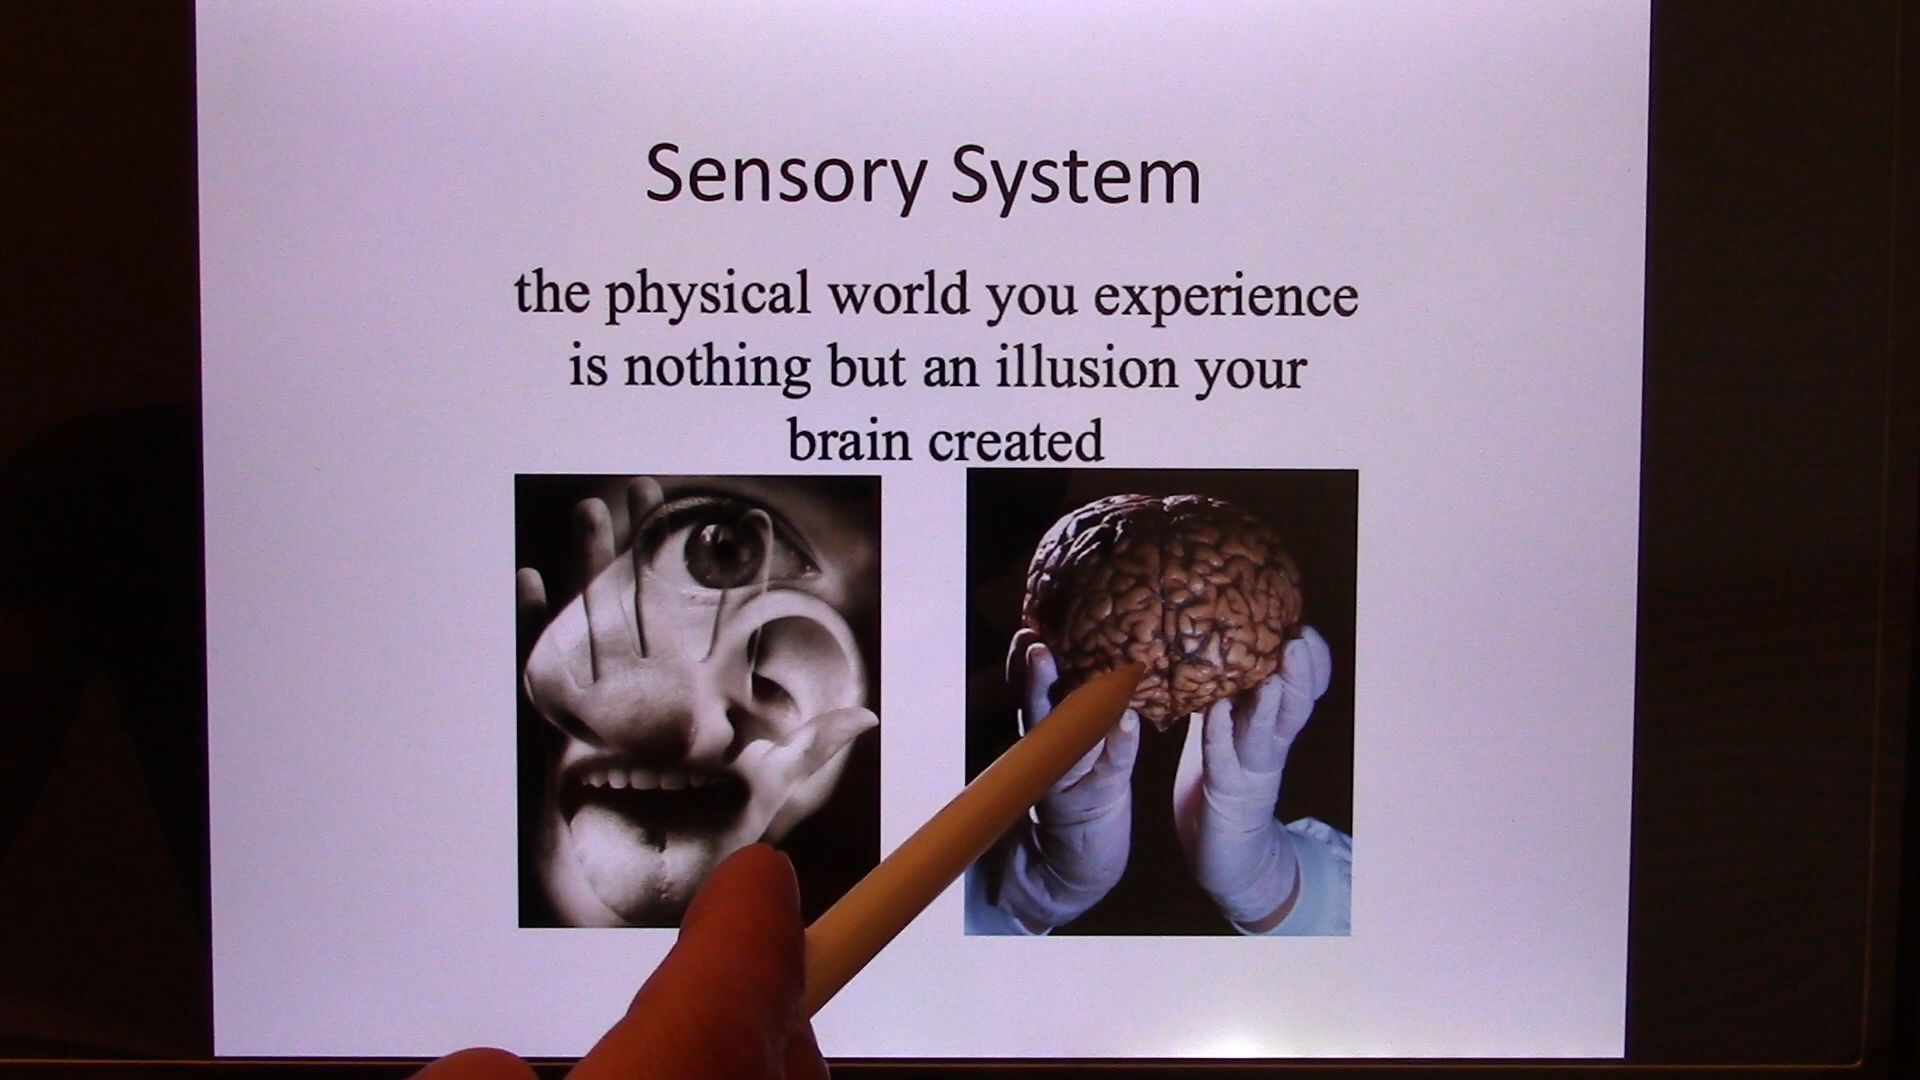 Sensory System
the physical world you experience
is nothing but an illusion your
brain created